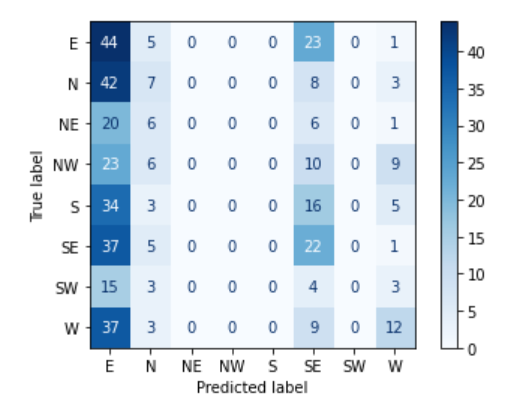 E 44 5 0 0 0 23 0 1
N 42 7 0 0 0 8 0 3
NE 20 6 0 0 0 6 0 1
NW 23 6 0 0 0 10 0 9
S 34 3 0 0 0 16 0 5
SE 37 5 0 0 0 22 0 1
SW 15 3 0 0 0 4 0 3
W 37 3 0 0 0 9 0 12
E N NE NW S SE SW W
Predicted label
True label
40
35
30
25
20
15
10
5
0